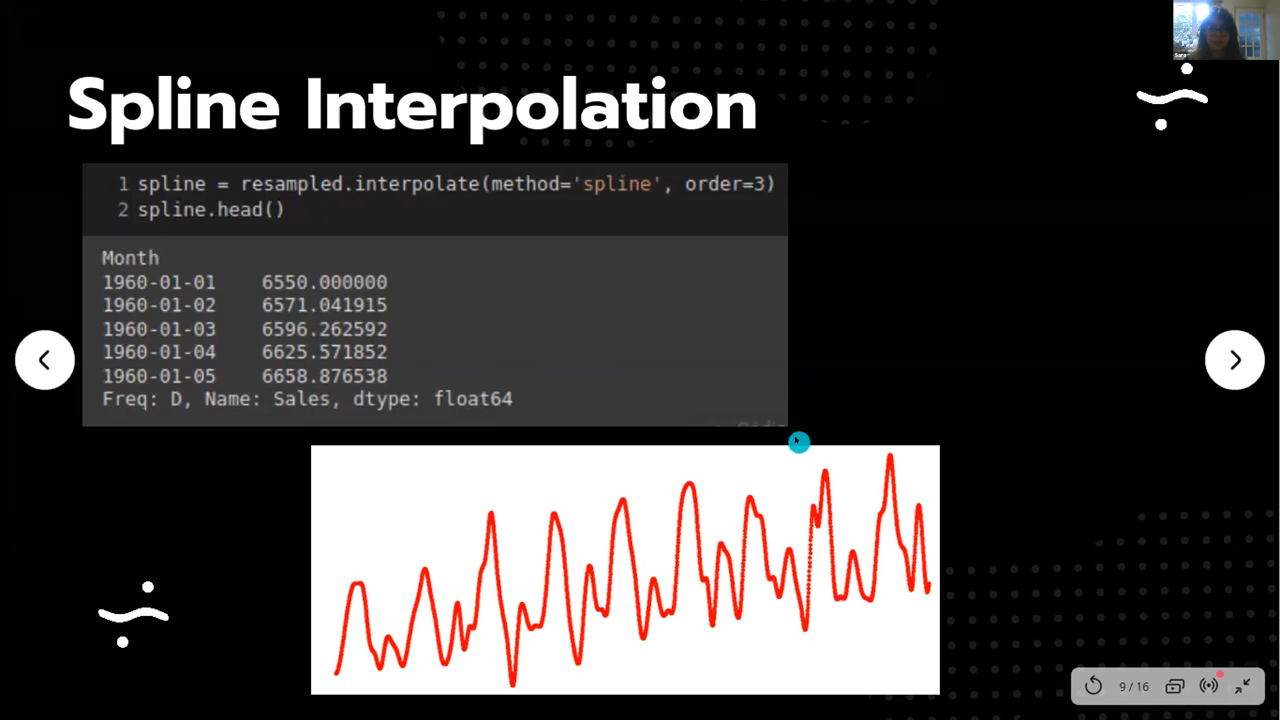 Spline Interpolation
1 spline = resampled.interpolate(method='spline', order=3)
2 spline.head()
Month
1960-01-01 6550.000000
1960-01-02 6571.041915
1960-01-03 6596.262592
1960-01-04 6625.571852
1960-01-05 6658.876538
Freq: D, Name: Sales, dtype: float64
9 / 16